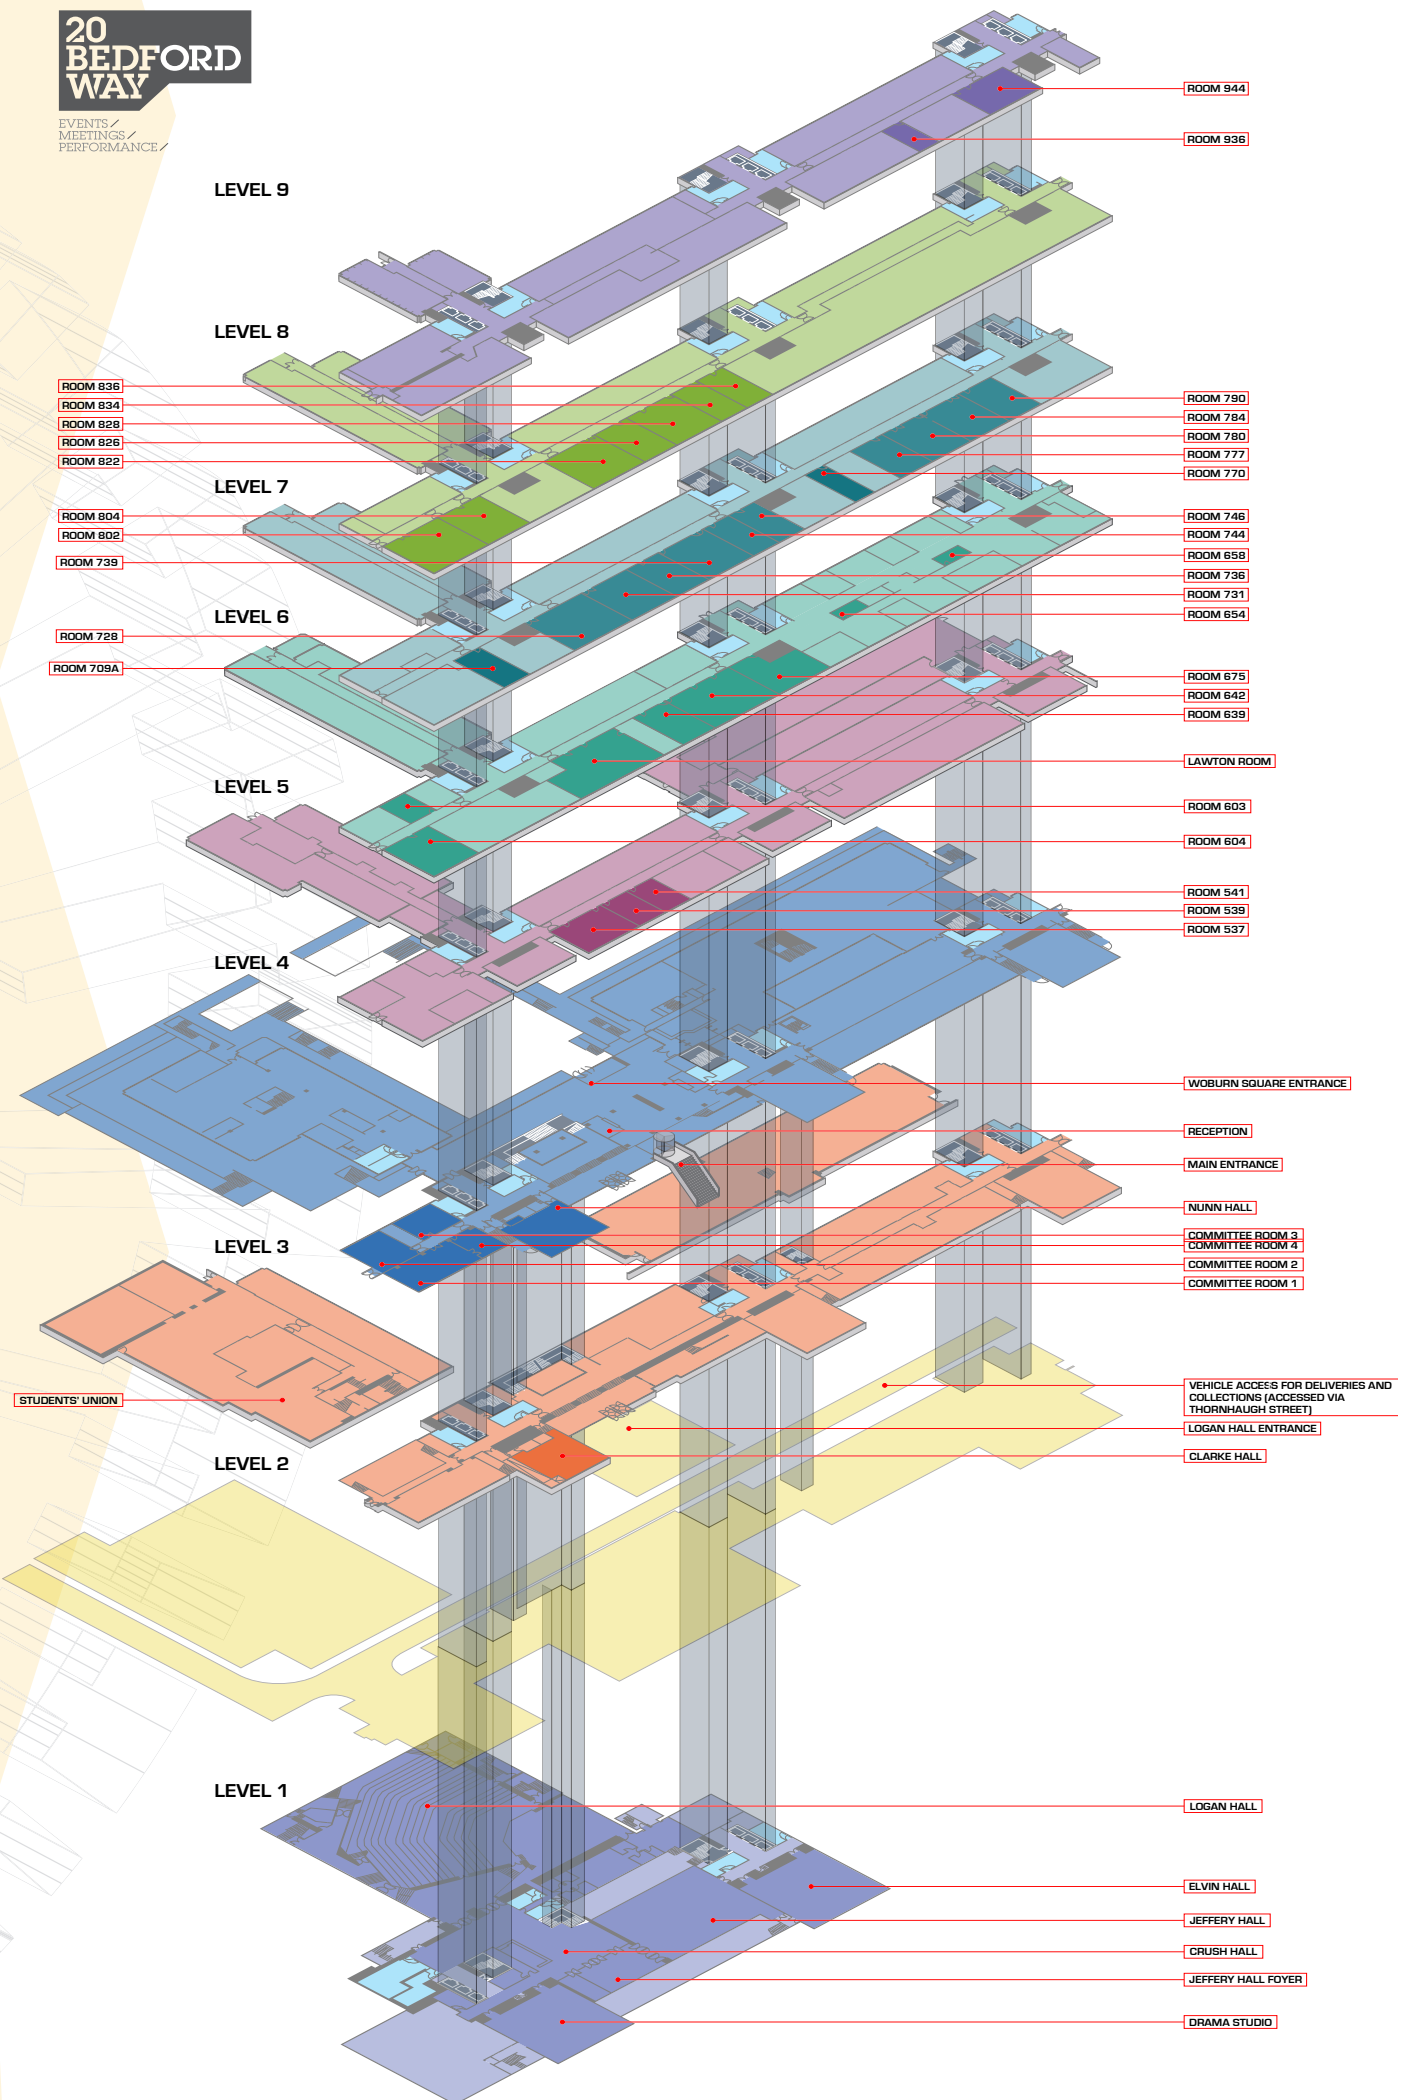 20
BEDFORD
WAY
EVENTS/
MEETINGS/
PERFORMANCE/
ROOM 944
ROOM 936
LEVEL 9
LEVEL 8
ROOM 836
ROOM 834
ROOM 828
ROOM 826
ROOM 822
ROOM 790
ROOM 784
ROOM 780
ROOM 777
ROOM 770
LEVEL 7
ROOM 804
ROOM 802
ROOM 739
ROOM 746
ROOM 744
ROOM 658
ROOM 736
ROOM 731
ROOM 654
LEVEL 6
ROOM 728
ROOM 709A
ROOM 675
ROOM 642
ROOM 639
LAWTON ROOM
LEVEL 5
ROOM 603
ROOM 604
ROOM 541
ROOM 539
ROOM 537
LEVEL 4
WOBURN SQUARE ENTRANCE
RECEPTION
MAIN ENTRANCE
NUNN HALL
COMMITTEE ROOM 3
COMMITTEE ROOM 4
COMMITTEE ROOM 2
COMMITTEE ROOM 1
LEVEL 3
STUDENTS' UNION
VEHICLE ACCESS FOR DELIVERIES AND
COLLECTIONS (ACCESSED VIA
THORNHAUGH STREET)
LOGAN HALL ENTRANCE
CLARKE HALL
LEVEL 2
LEVEL 1
LOGAN HALL
ELVIN HALL
JEFFERY HALL
CRUSH HALL
JEFFERY HALL FOYER
DRAMA STUDIO